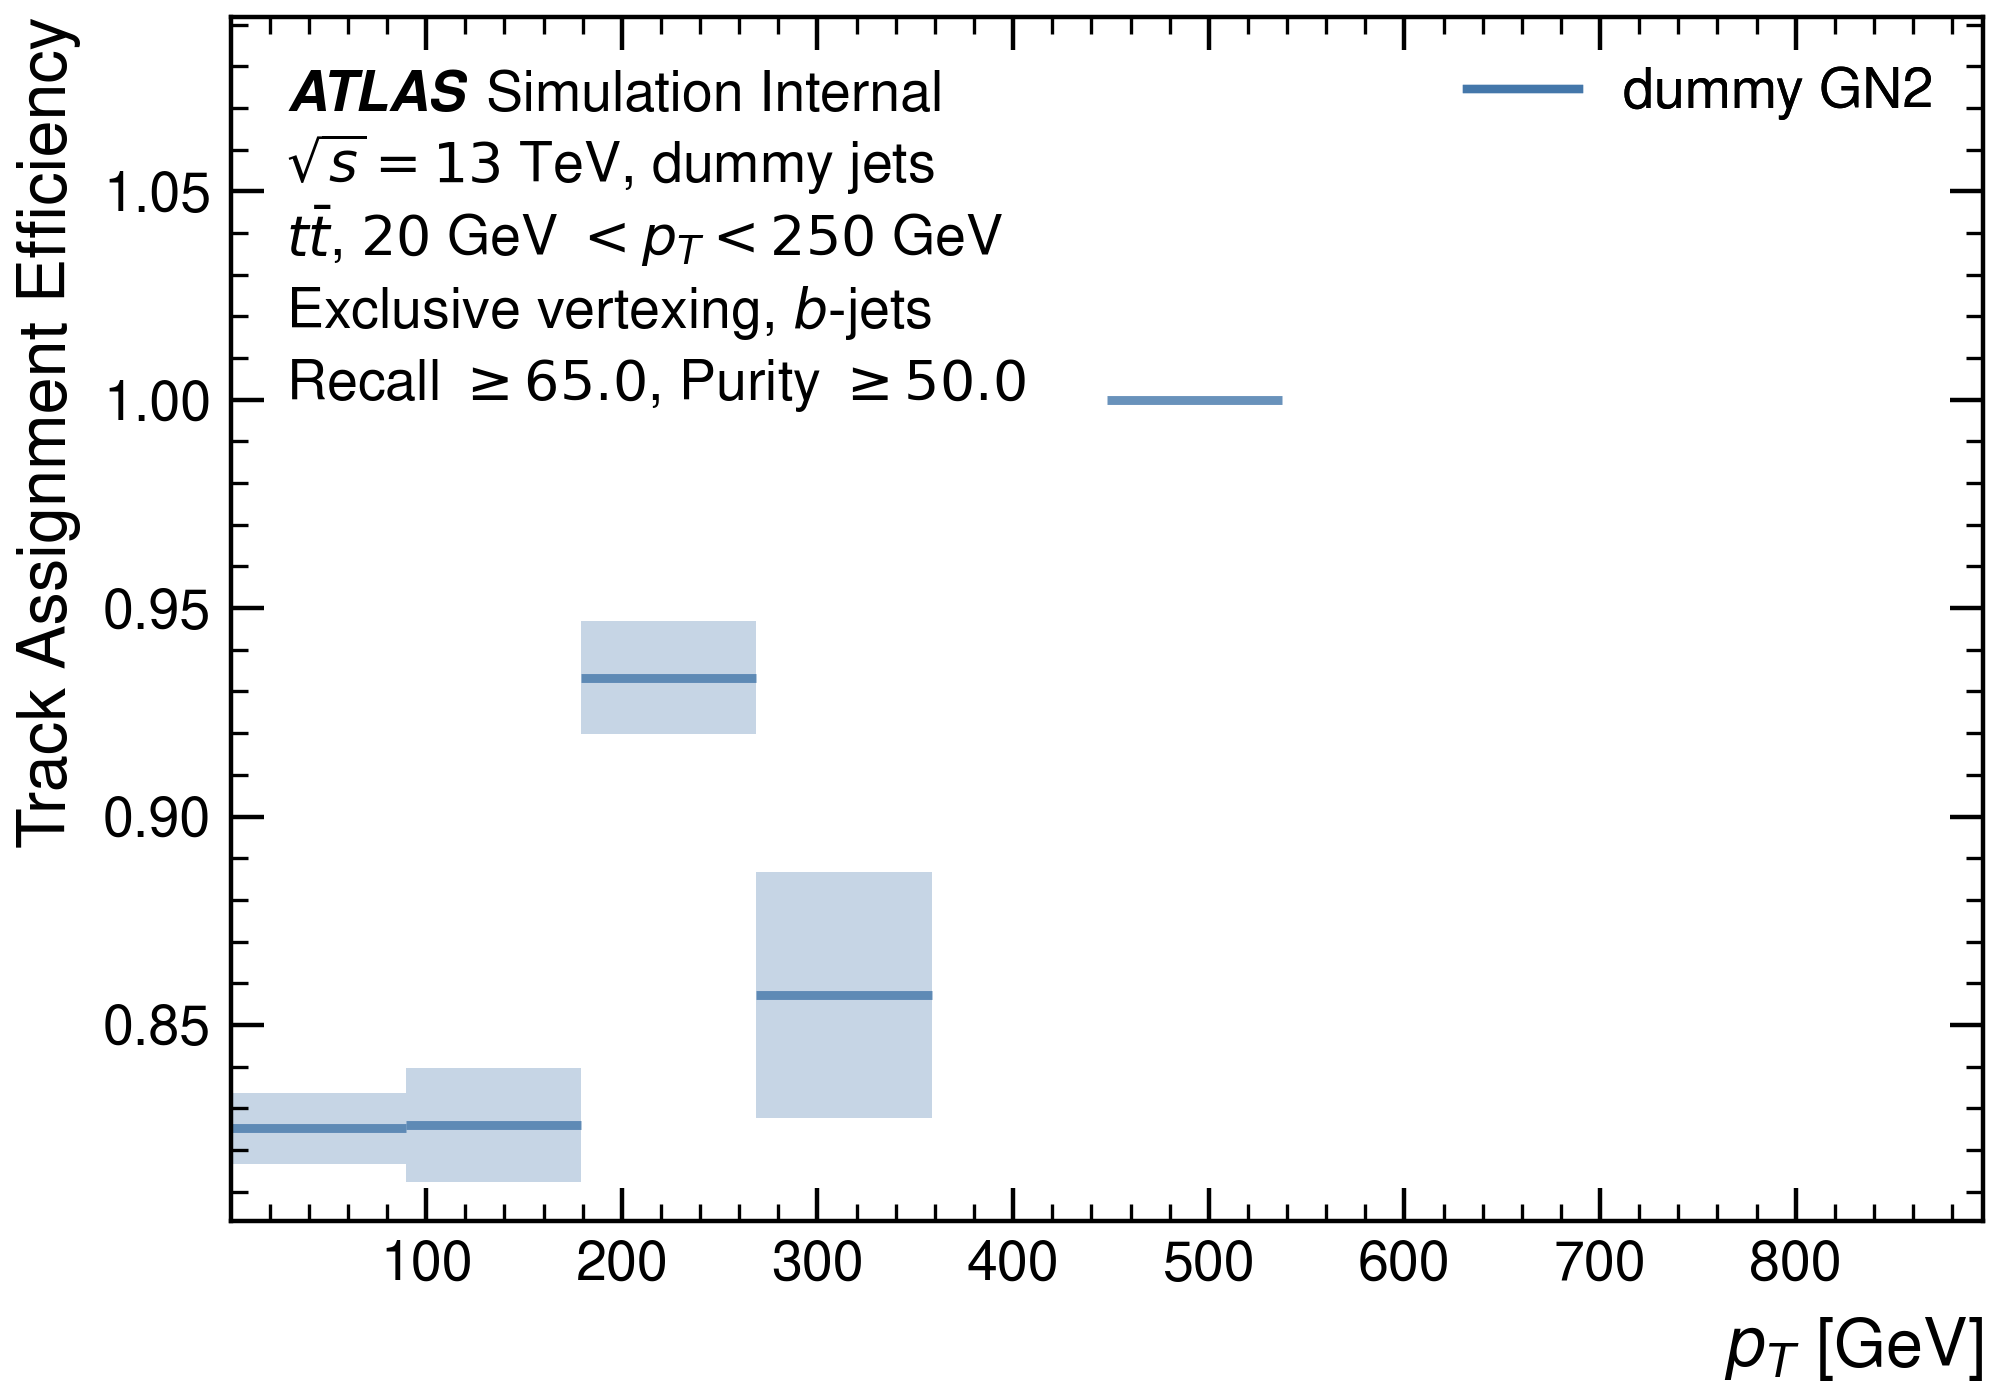 Track Assignment Efficiency
ATLAS Simulation Internal
√s = 13 TeV, dummy jets
tt̄, 20 GeV < p_T < 250 GeV
Exclusive vertexing, b-jets
Recall ≥ 65.0, Purity ≥ 50.0
dummy GN2
1.05
1.00
0.95
0.90
0.85
100 200 300 400 500 600 700 800
p_T [GeV]